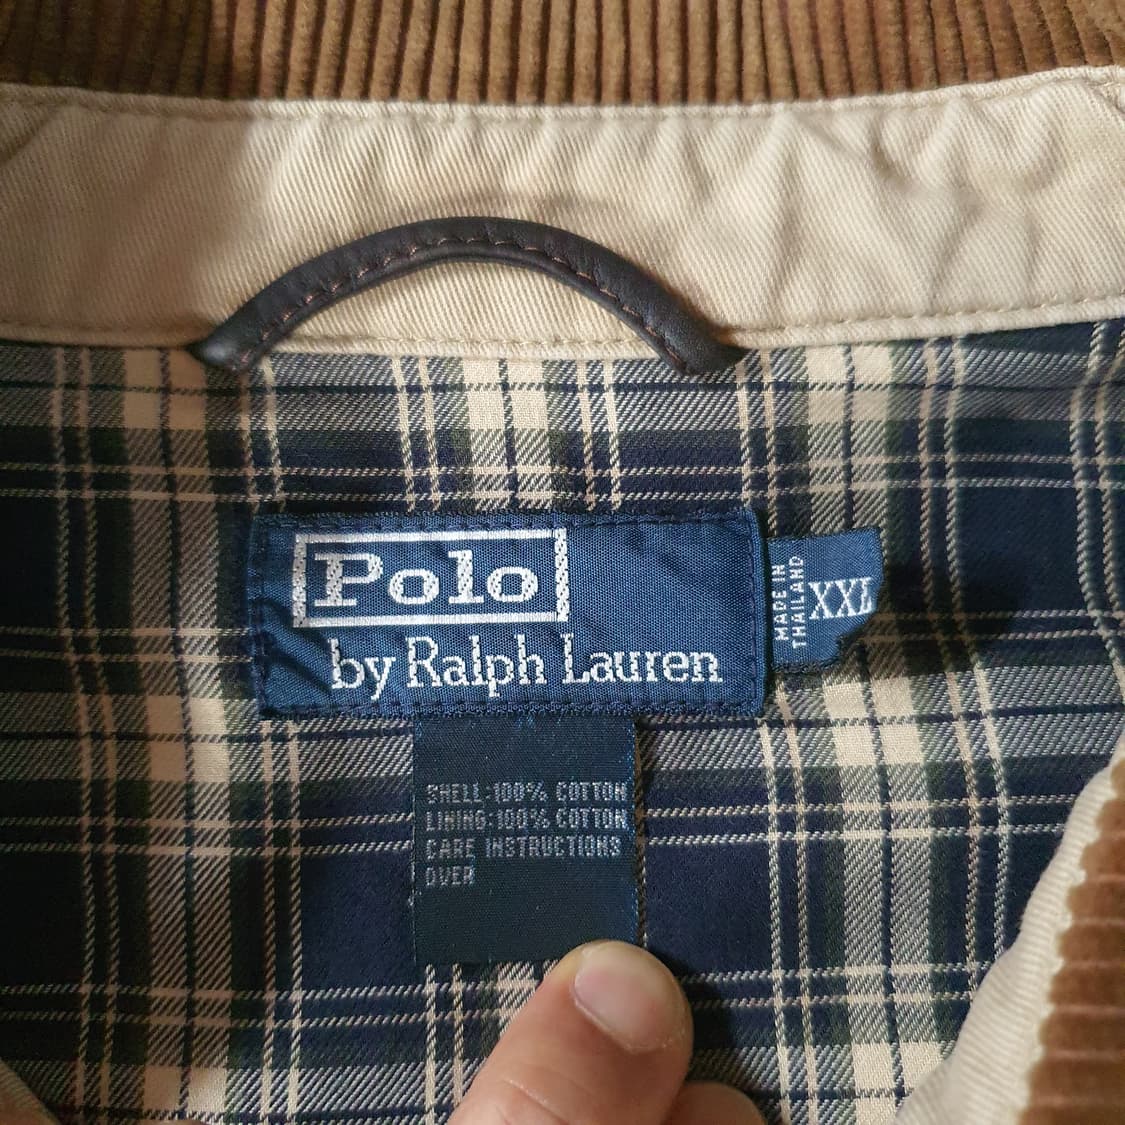 Polo
by Ralph Lauren
MADE IN
THAILAND
XXL
SHELL:100% COTTON
LINING:100% COTTON
CARE INSTRUCTIONS
OVER